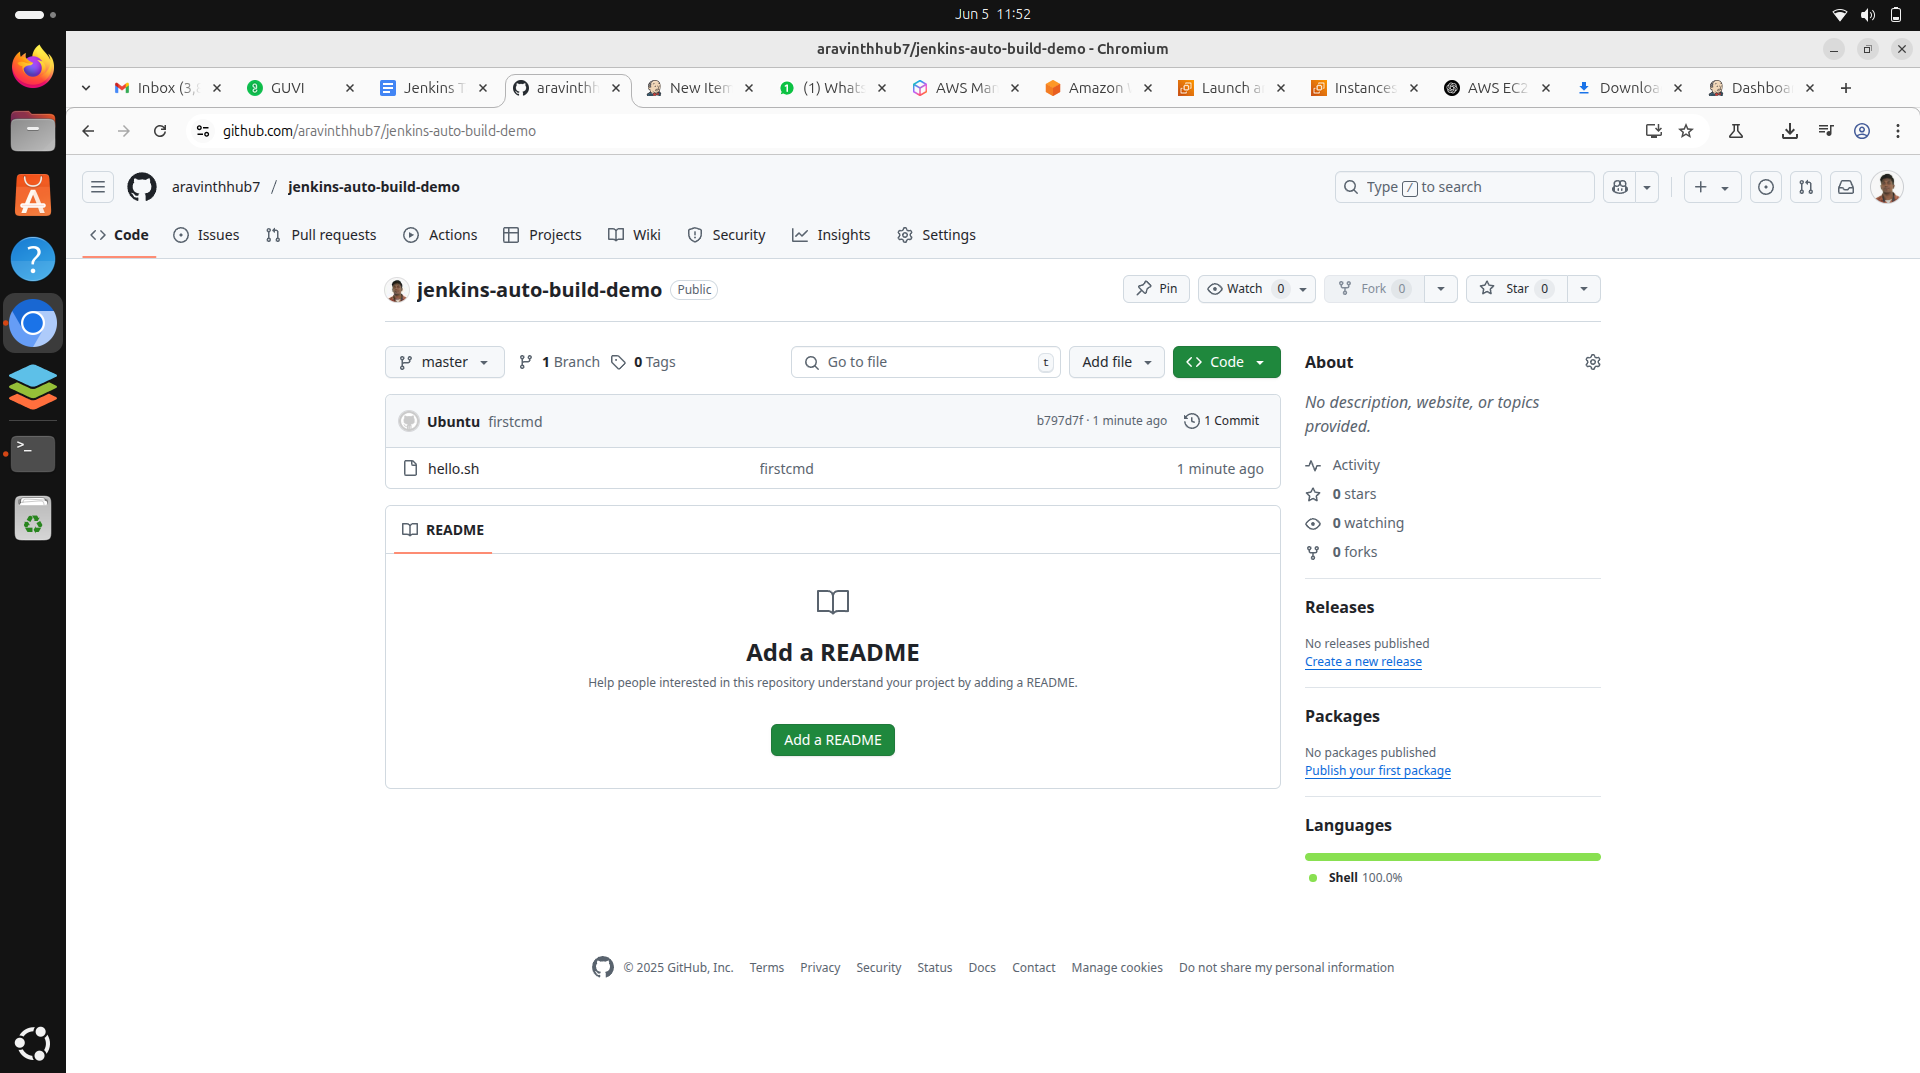 Jun 5 11:52
aravinthhub7/jenkins-auto-build-demo - Chromium
Inbox (3,8
GUVI
Jenkins T
aravinthh
New Item
(1) Whats
AWS Man
Amazon
Launch a
Instances
AWS EC2
Downloa
Dashboa
github.com/aravinthhub7/jenkins-auto-build-demo
aravinthhub7 / jenkins-auto-build-demo
Type / to search
Code
Issues
Pull requests
Actions
Projects
Wiki
Security
Insights
Settings
jenkins-auto-build-demo Public
Pin
Watch 0
Fork 0
Star 0
master
1 Branch
0 Tags
Go to file t
Add file
Code
Ubuntu firstcmd
b797d7f · 1 minute ago
1 Commit
hello.sh
firstcmd
1 minute ago
README
Add a README
Help people interested in this repository understand your project by adding a README.
Add a README
About
No description, website, or topics
provided.
Activity
0 stars
0 watching
0 forks
Releases
No releases published
Create a new release
Packages
No packages published
Publish your first package
Languages
Shell 100.0%
© 2025 GitHub, Inc.
Terms
Privacy
Security
Status
Docs
Contact
Manage cookies
Do not share my personal information